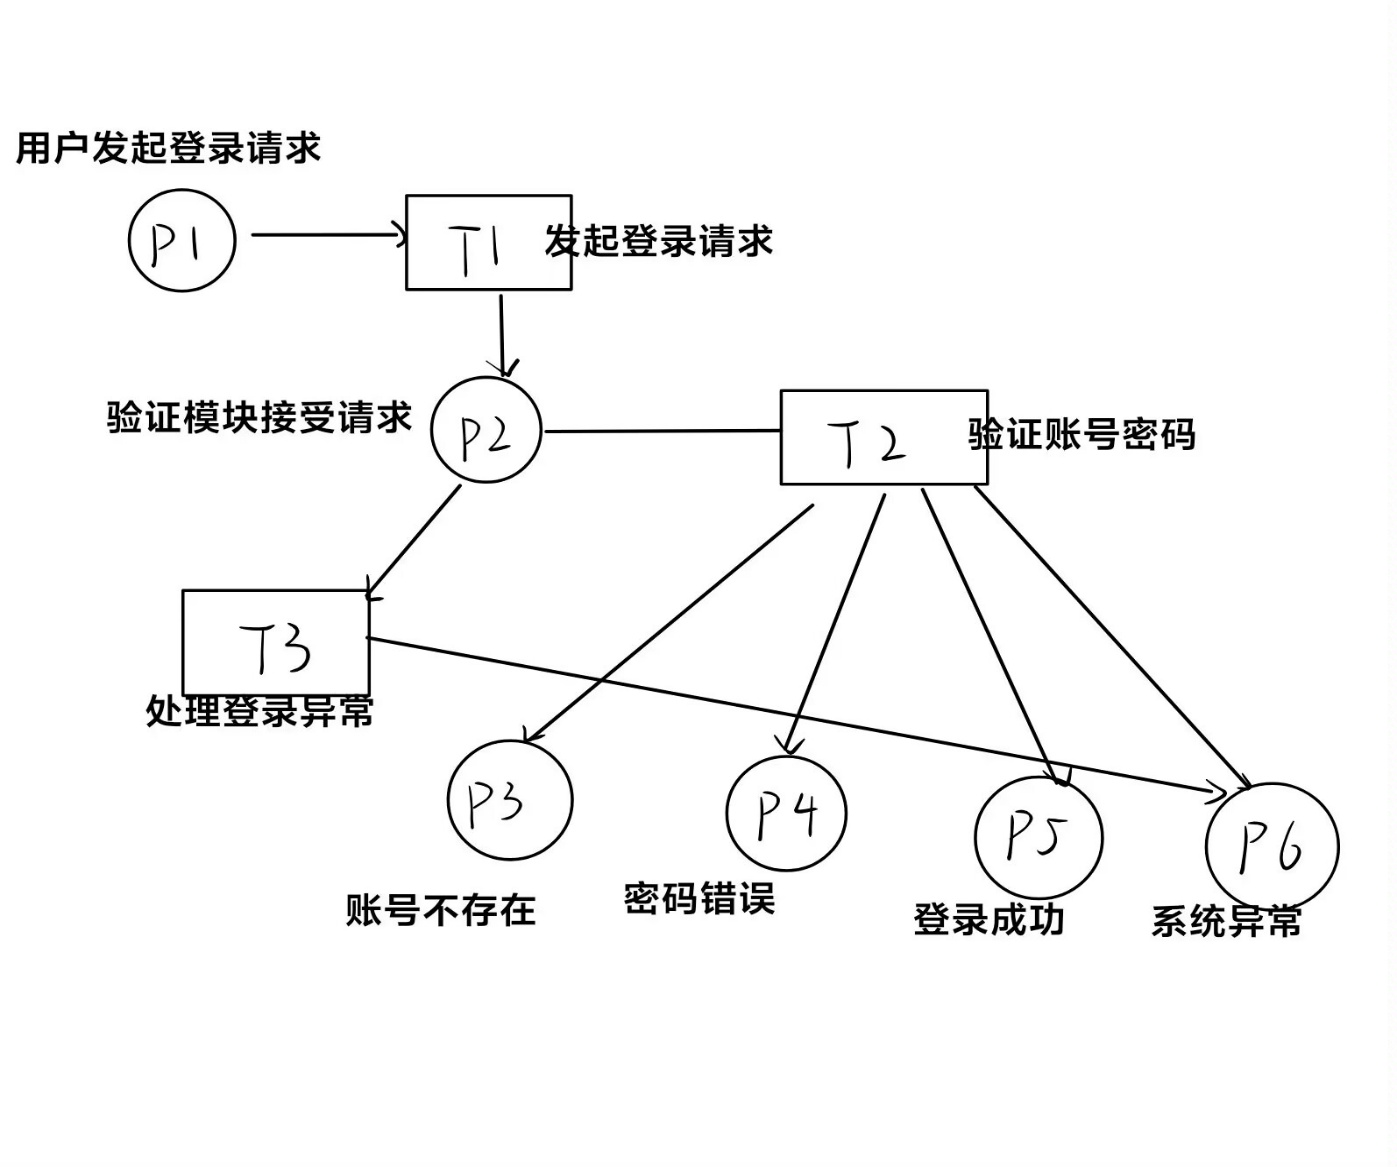 用户发起登录请求
P1
T1
发起登录请求
验证模块接受请求
P2
T2
验证账号密码
T3
处理登录异常
P3
P4
P5
P6
账号不存在
密码错误
登录成功
系统异常